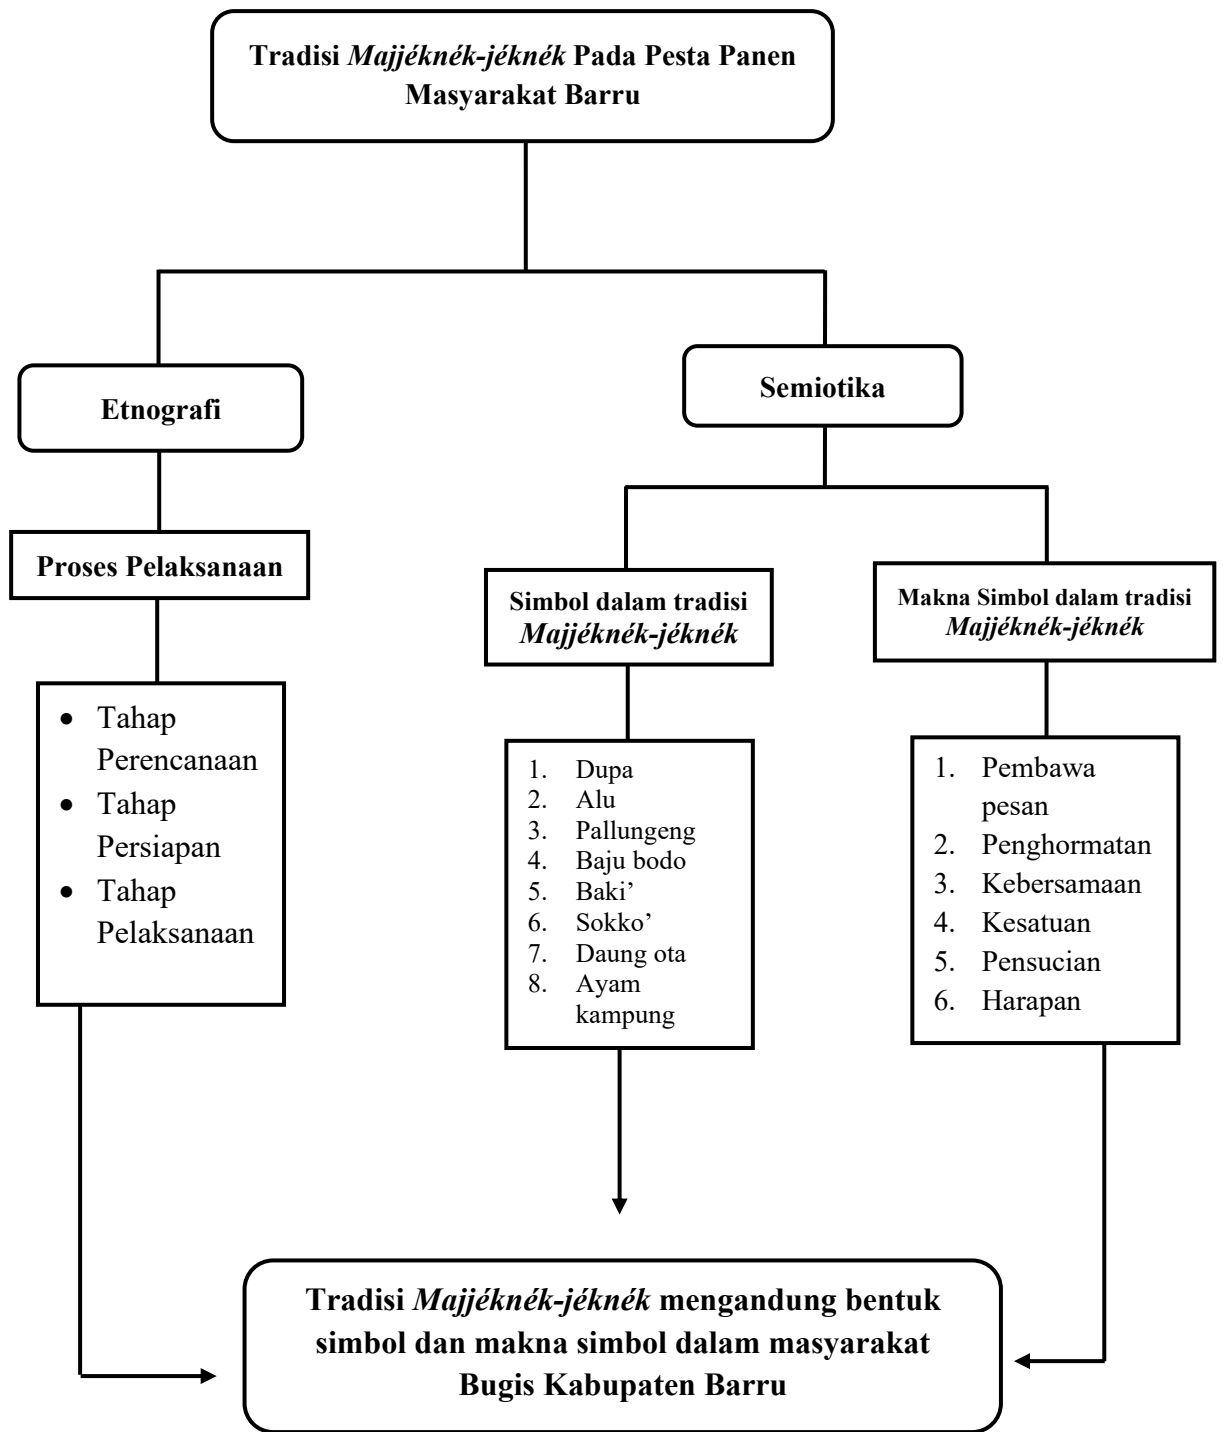 Tradisi Majjéknék-jéknék Pada Pesta Panen
Masyarakat Barru
Etnografi
Semiotika
Proses Pelaksanaan
Simbol dalam tradisi
Majjéknék-jéknék
Makna Simbol dalam tradisi
Majjéknék-jéknék
• Tahap
Perencanaan
• Tahap
Persiapan
• Tahap
Pelaksanaan
1. Dupa
2. Alu
3. Pallungeng
4. Baju bodo
5. Baki’
6. Sokko’
7. Daung ota
8. Ayam
kampung
1. Pembawa
pesan
2. Penghormatan
3. Kebersamaan
4. Kesatuan
5. Pensucian
6. Harapan
Tradisi Majjéknék-jéknék mengandung bentuk
simbol dan makna simbol dalam masyarakat
Bugis Kabupaten Barru